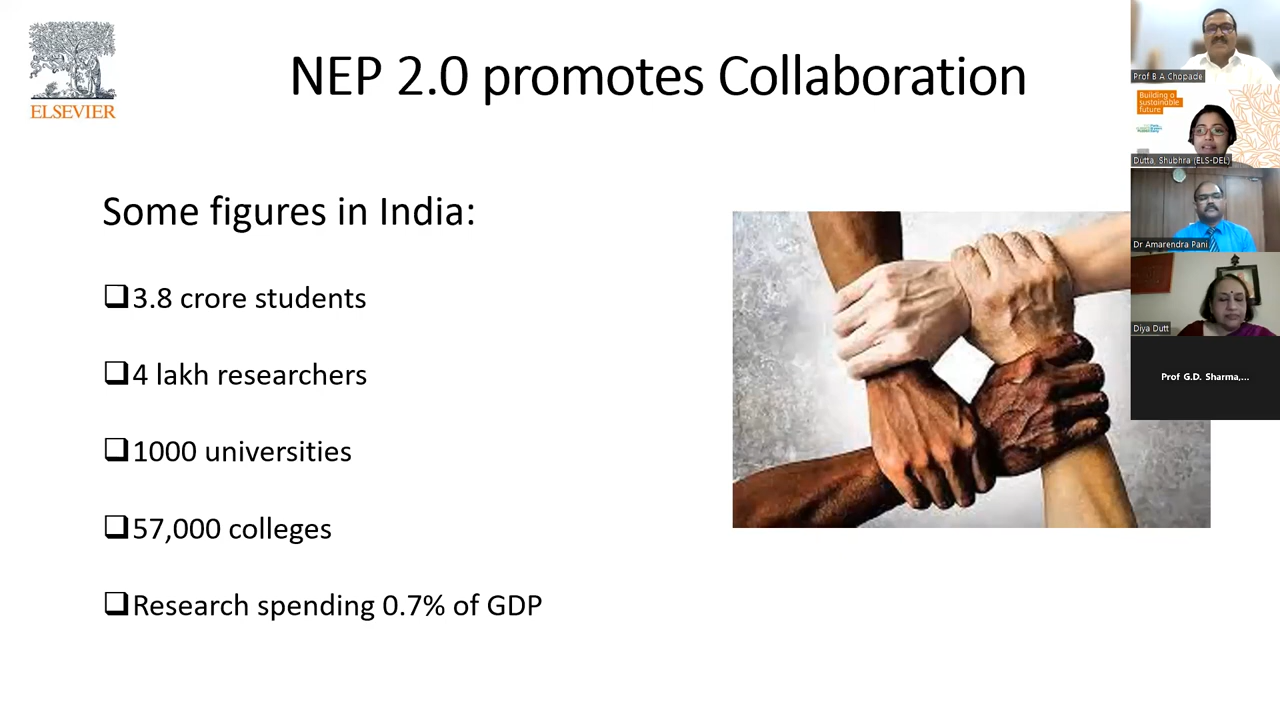 ELSEVIER
NEP 2.0 promotes Collaboration
Some figures in India:
3.8 crore students
4 lakh researchers
1000 universities
57,000 colleges
Research spending 0.7% of GDP
Prof B A Chopade
Building a
sustainable
future
Dutta, Shubhra (ELS-DEL)
Dr Amarendra Pani
Diya Dutt
Prof G.D. Sharma,...